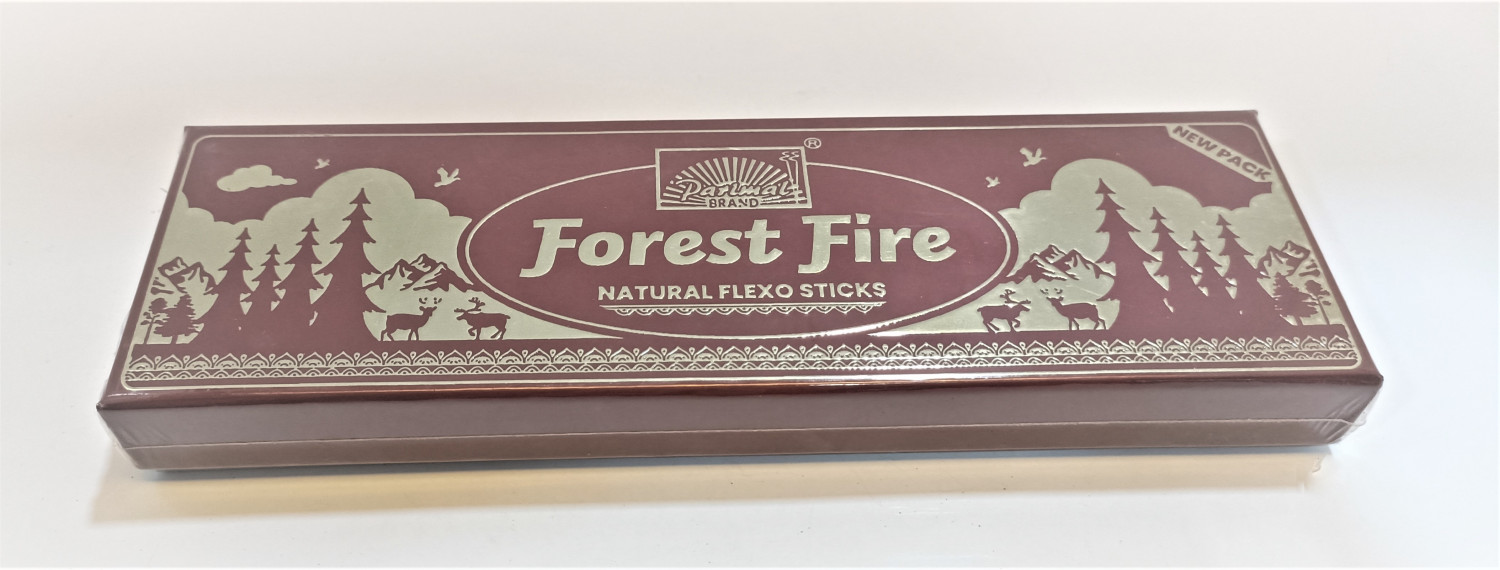 NEW PACK
Parimal ®
BRAND
Forest Fire
NATURAL FLEXO STICKS